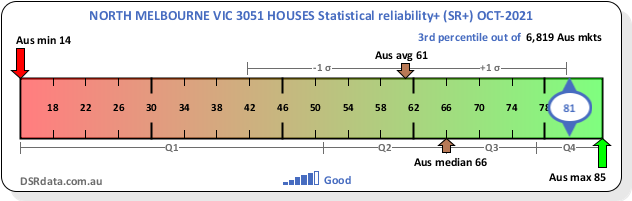 NORTH MELBOURNE VIC 3051 HOUSES Statistical reliability+ (SR+) OCT-2021
3rd percentile out of 6,819 Aus mkts
Aus min 14
Aus avg 61
-1 σ +1 σ
18 22 26 30 34 38 42 46 50 54 58 62 66 70 74 78 81
Q1 Q2 Q3 Q4
Aus median 66
Aus max 85
DSRdata.com.au
Good